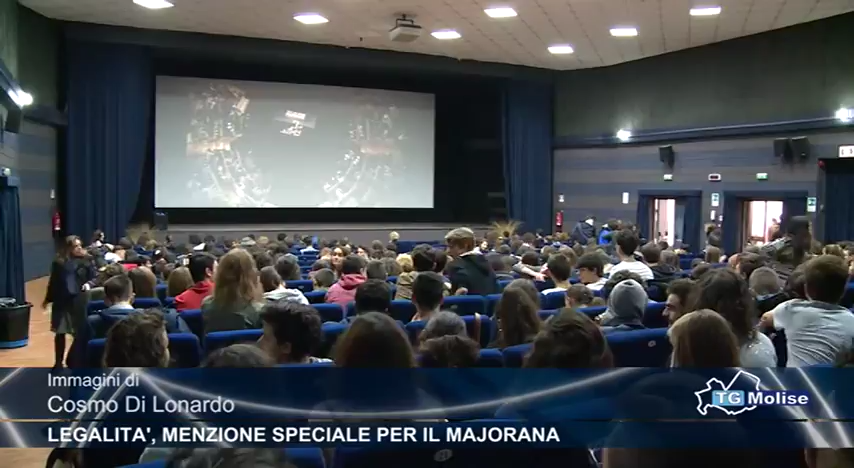 Immagini di
Cosmo Di Lonardo
TG Molise
LEGALITA', MENZIONE SPECIALE PER IL MAJORANA